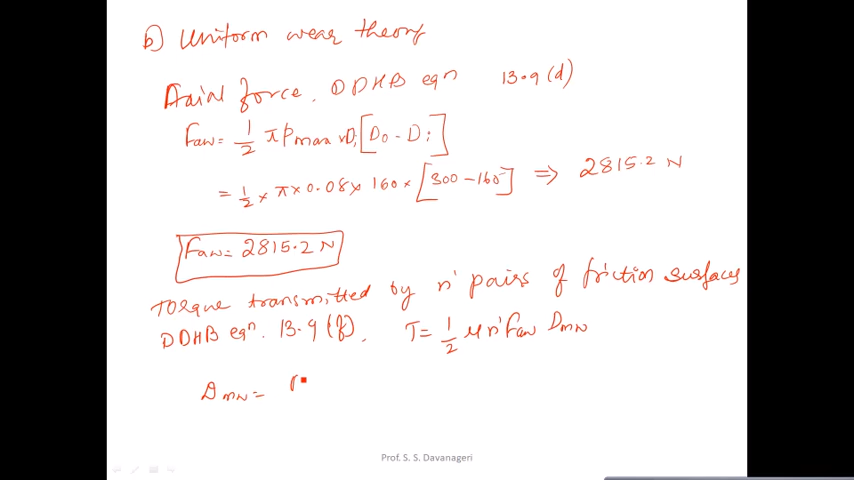 b) Uniform wear theory
Axial force. DDHB eqn 13.9 (d)
Faw = 1/2 π Pmax x Di [Do - Di]
= 1/2 x π x 0.08 x 160 x [300 - 160] ⇒ 2815.2 N
Faw = 2815.2 N
Torque transmitted by n' pairs of friction surfaces
DDHB eqn. 13.9 (f). T = 1/2 μ n' Faw Dmw
Dmw =
Prof. S. S. Davanageri